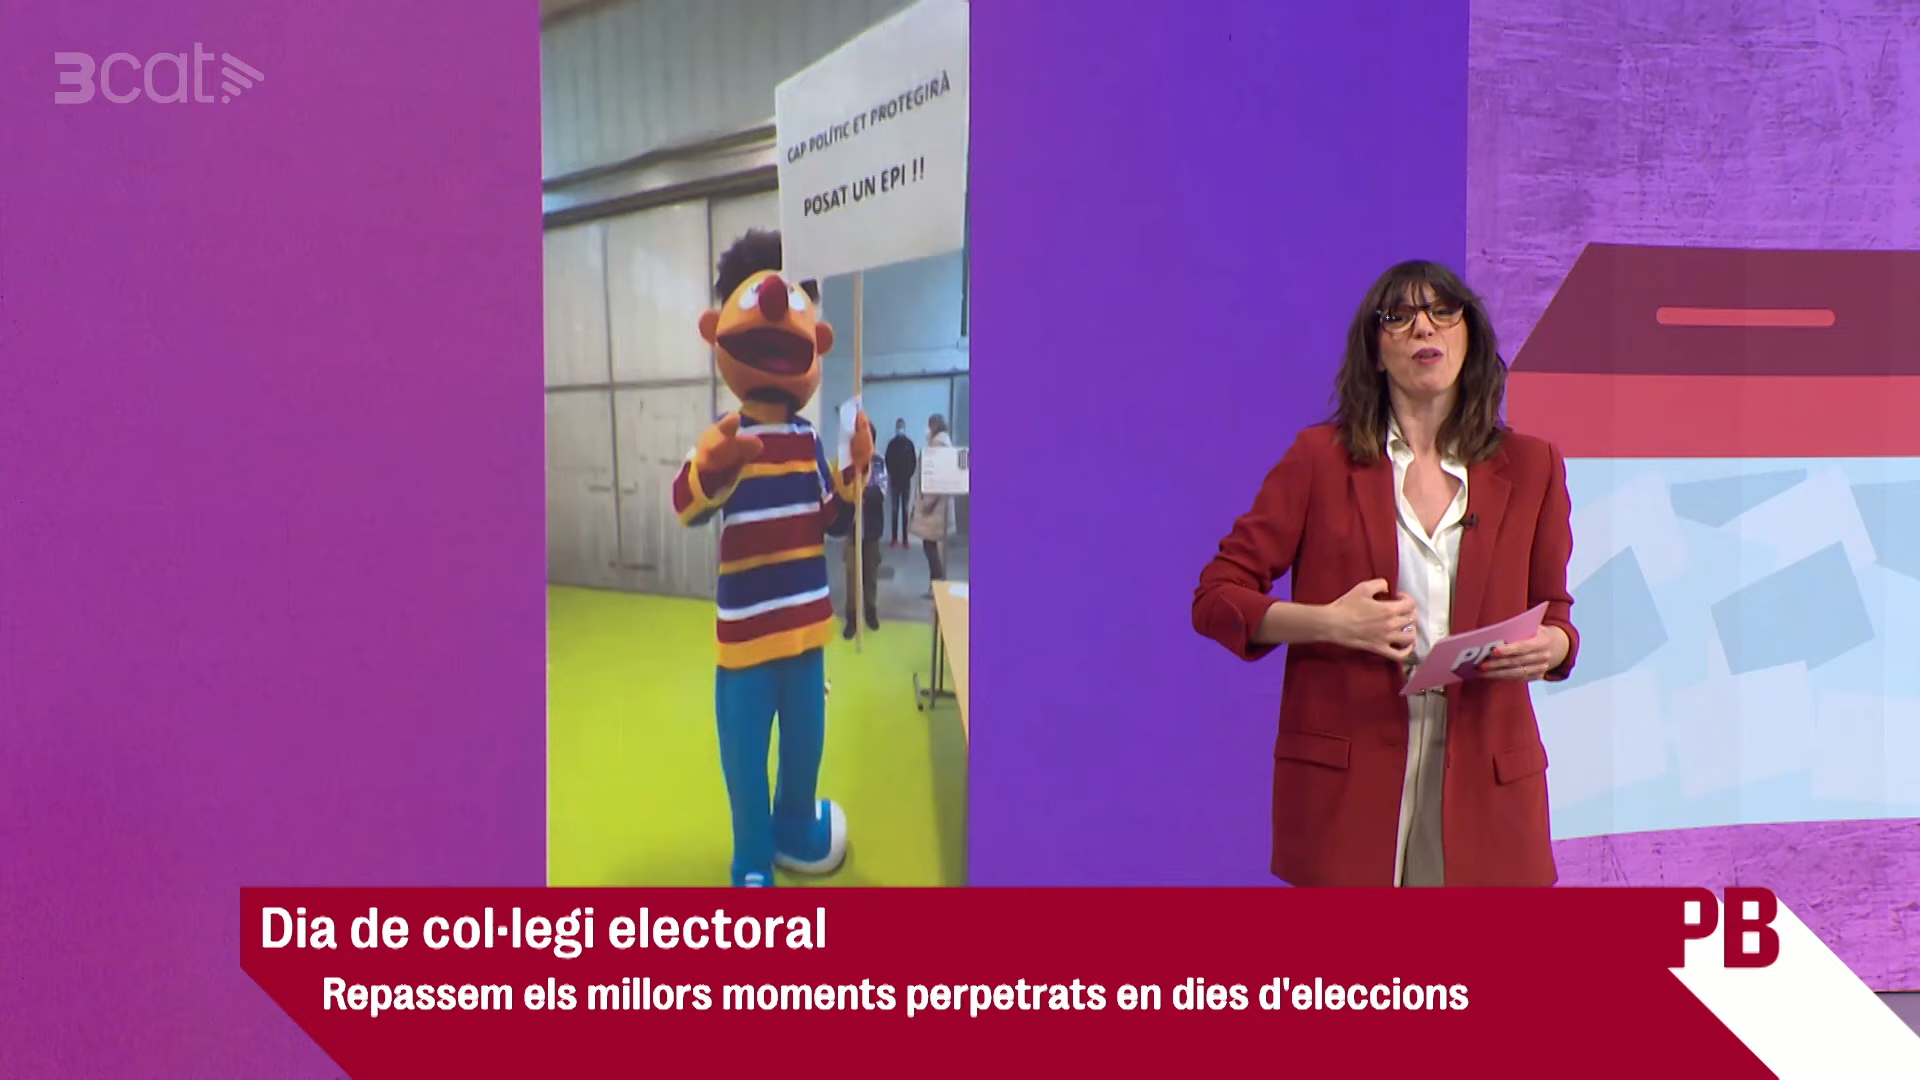 3cat
CAP POLÍTIC ET PROTEGIRÀ
POSAT UN EPI !!
Dia de col·legi electoral
Repassem els millors moments perpetrats en dies d'eleccions
PB